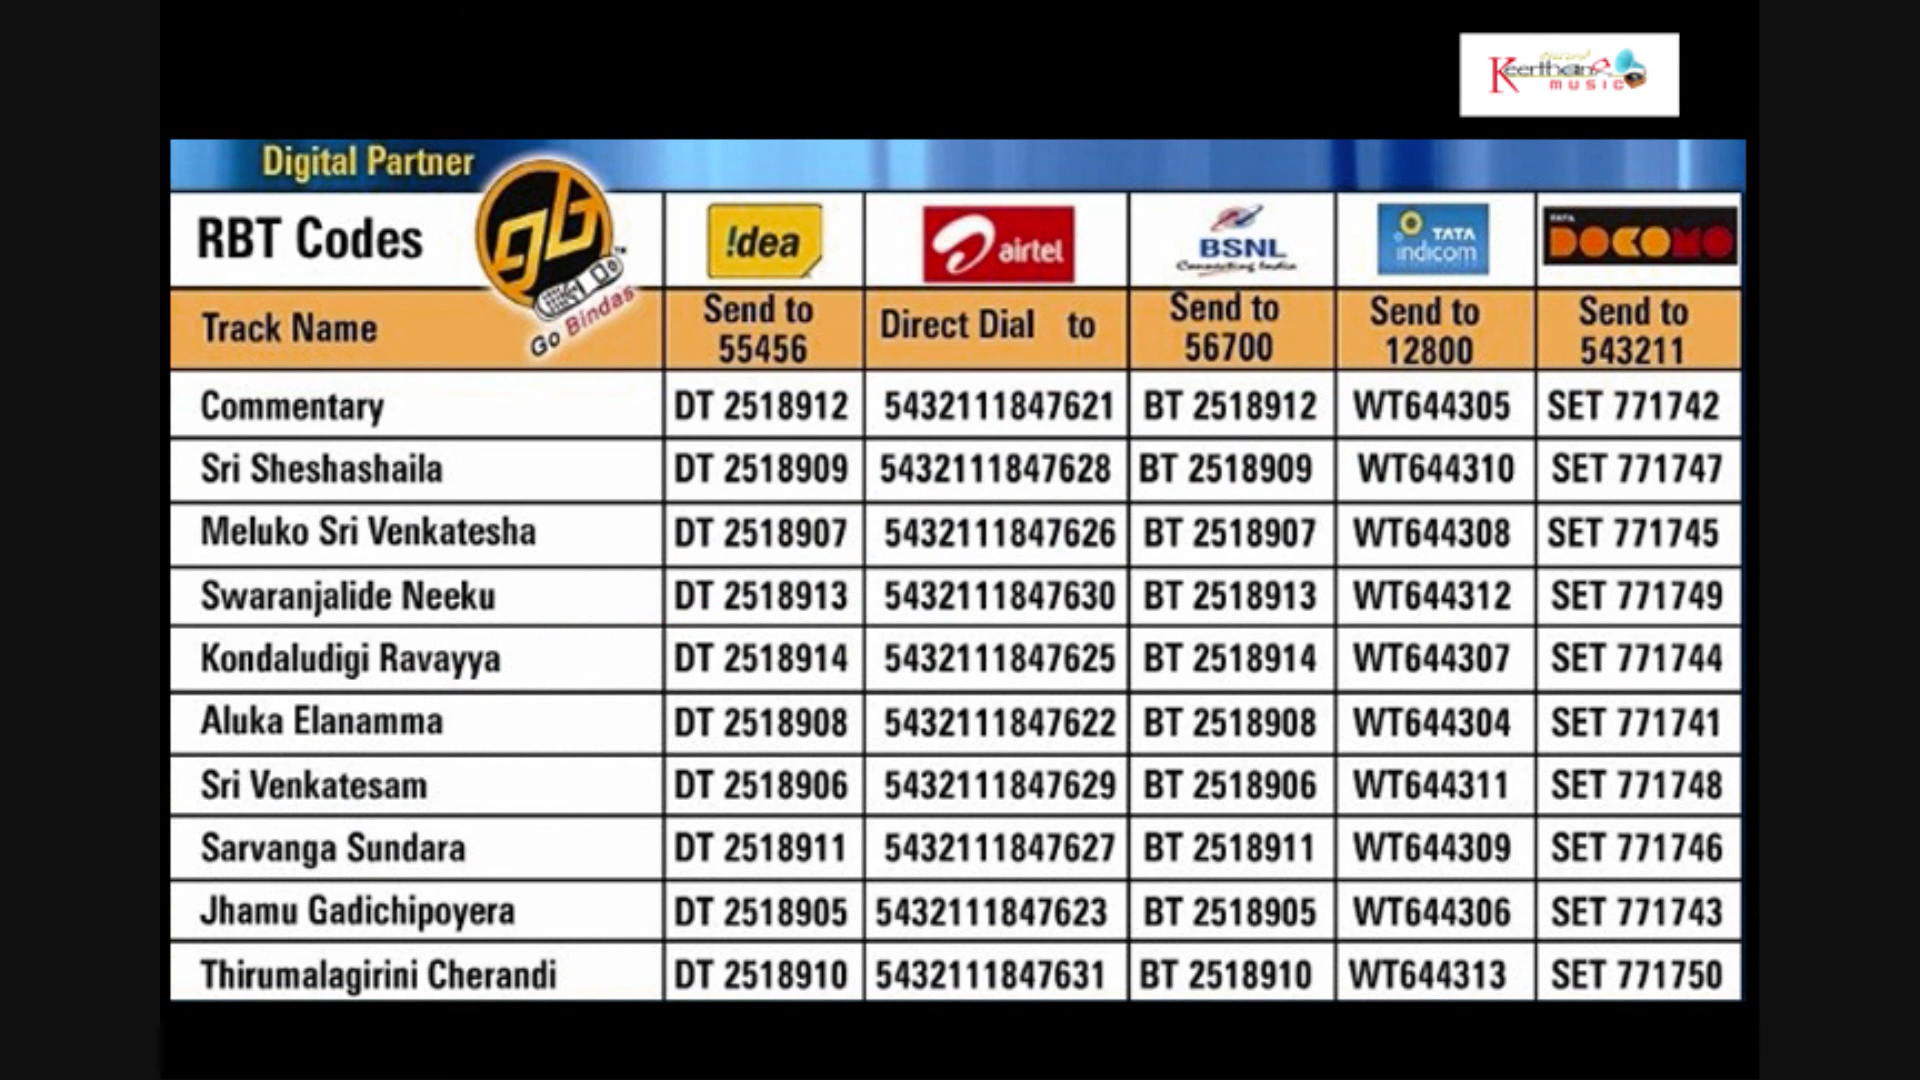 Keerthana
music
Digital Partner
RBT Codes
gb
Go Bindas
!dea
airtel
BSNL
Connecting India
TATA
indicom
TATA
DOCOMO
Track Name
Send to
55456
Direct Dial to
Send to
56700
Send to
12800
Send to
543211
Commentary DT 2518912 5432111847621 BT 2518912 WT644305 SET 771742
Sri Sheshashaila DT 2518909 5432111847628 BT 2518909 WT644310 SET 771747
Meluko Sri Venkatesha DT 2518907 5432111847626 BT 2518907 WT644308 SET 771745
Swaranjalide Neeku DT 2518913 5432111847630 BT 2518913 WT644312 SET 771749
Kondaludigi Ravayya DT 2518914 5432111847625 BT 2518914 WT644307 SET 771744
Aluka Elanamma DT 2518908 5432111847622 BT 2518908 WT644304 SET 771741
Sri Venkatesam DT 2518906 5432111847629 BT 2518906 WT644311 SET 771748
Sarvanga Sundara DT 2518911 5432111847627 BT 2518911 WT644309 SET 771746
Jhamu Gadichipoyera DT 2518905 5432111847623 BT 2518905 WT644306 SET 771743
Thirumalagirini Cherandi DT 2518910 5432111847631 BT 2518910 WT644313 SET 771750